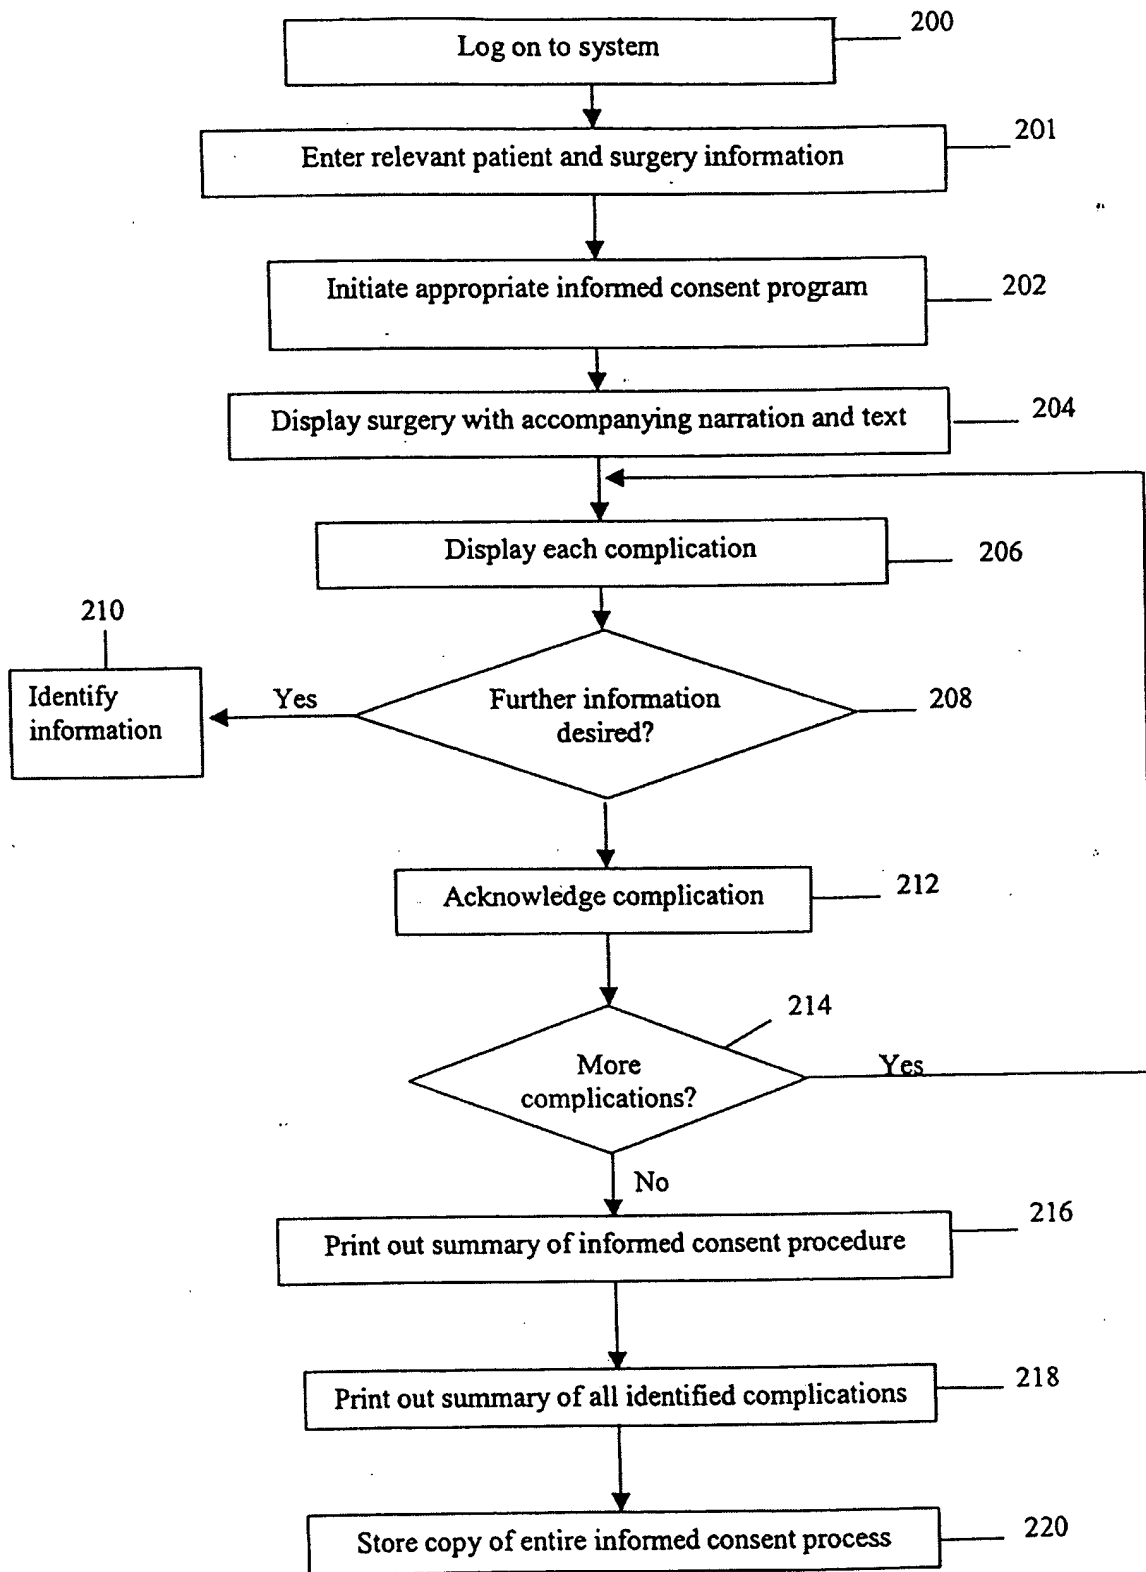 Log on to system
200
Enter relevant patient and surgery information
201
Initiate appropriate informed consent program
202
Display surgery with accompanying narration and text
204
Display each complication
206
210
Identify
information
Yes
Further information
desired?
208
Acknowledge complication
212
214
More
complications?
Yes
No
Print out summary of informed consent procedure
216
Print out summary of all identified complications
218
Store copy of entire informed consent process
220